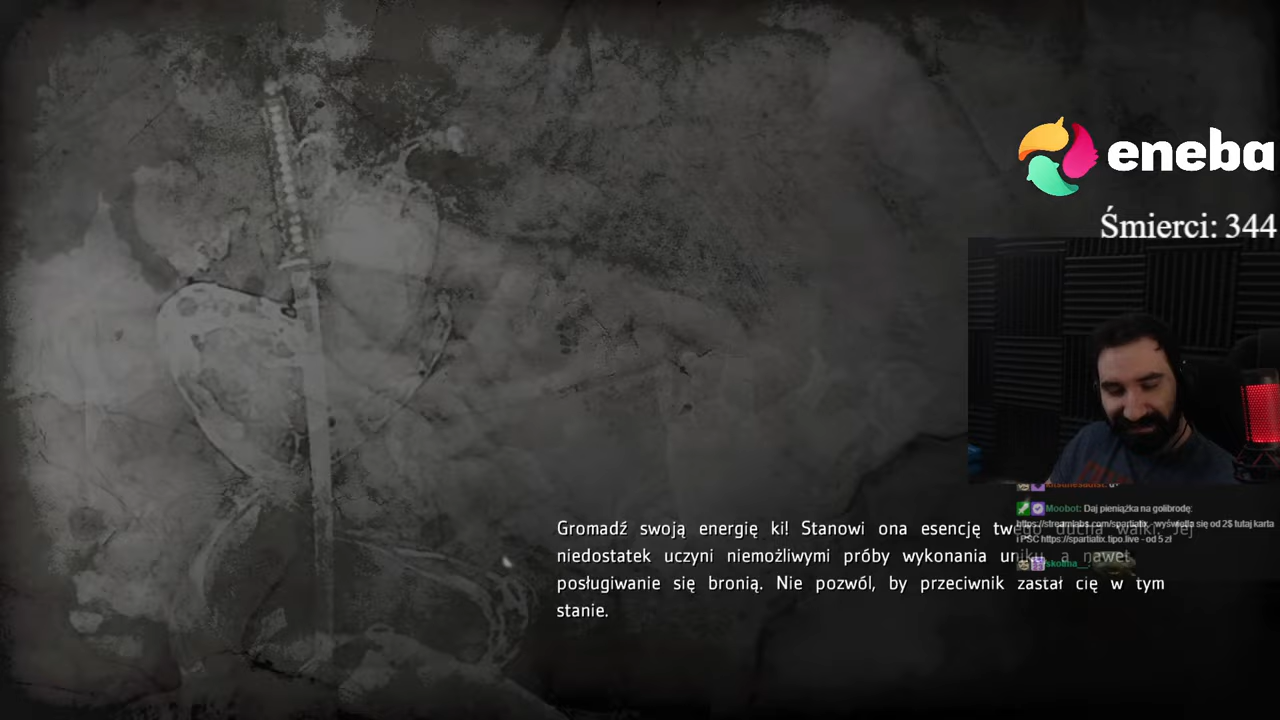 eneba
Śmierci: 344
Moobot: Daj pieniążka na golibrodę:
https://streamlabs.com/spartiatix - wyświetla się od 2$ tutaj karta
i PSC https://spartiatix.tipo.live - od 5 zł
skoima__:
Gromadź swoją energię ki! Stanowi ona esencję twego ducha walki. Jej
niedostatek uczyni niemożliwymi próby wykonania uniku, a nawet
posługiwanie się bronią. Nie pozwól, by przeciwnik zastał cię w tym
stanie.